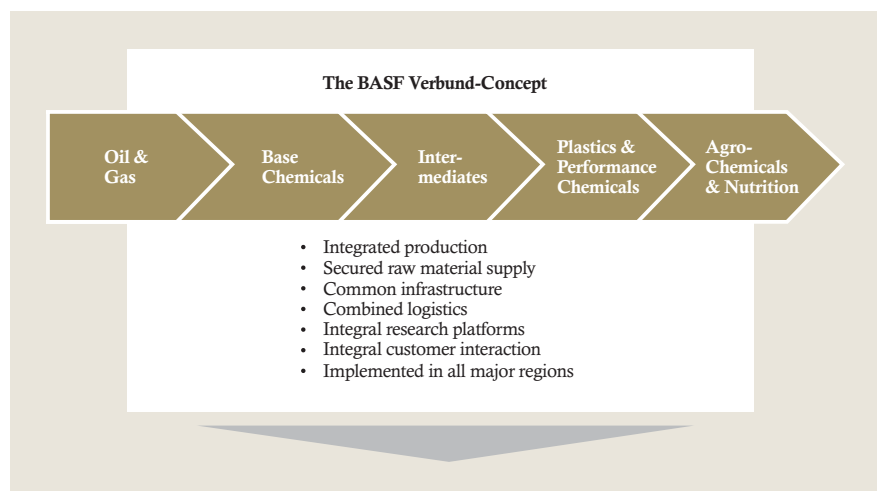 The BASF Verbund-Concept
Oil &
Gas
Base
Chemicals
Inter-
mediates
Plastics &
Performance
Chemicals
Agro-
Chemicals
& Nutrition
• Integrated production
• Secured raw material supply
• Common infrastructure
• Combined logistics
• Integral research platforms
• Integral customer interaction
• Implemented in all major regions